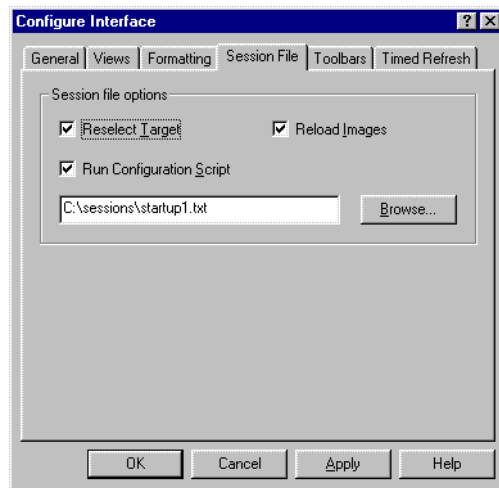 Configure Interface
General Views Formatting Session File Toolbars Timed Refresh
Session file options
Reselect Target Reload Images
Run Configuration Script
C:\sessions\startup1.txt Browse...
OK Cancel Apply Help